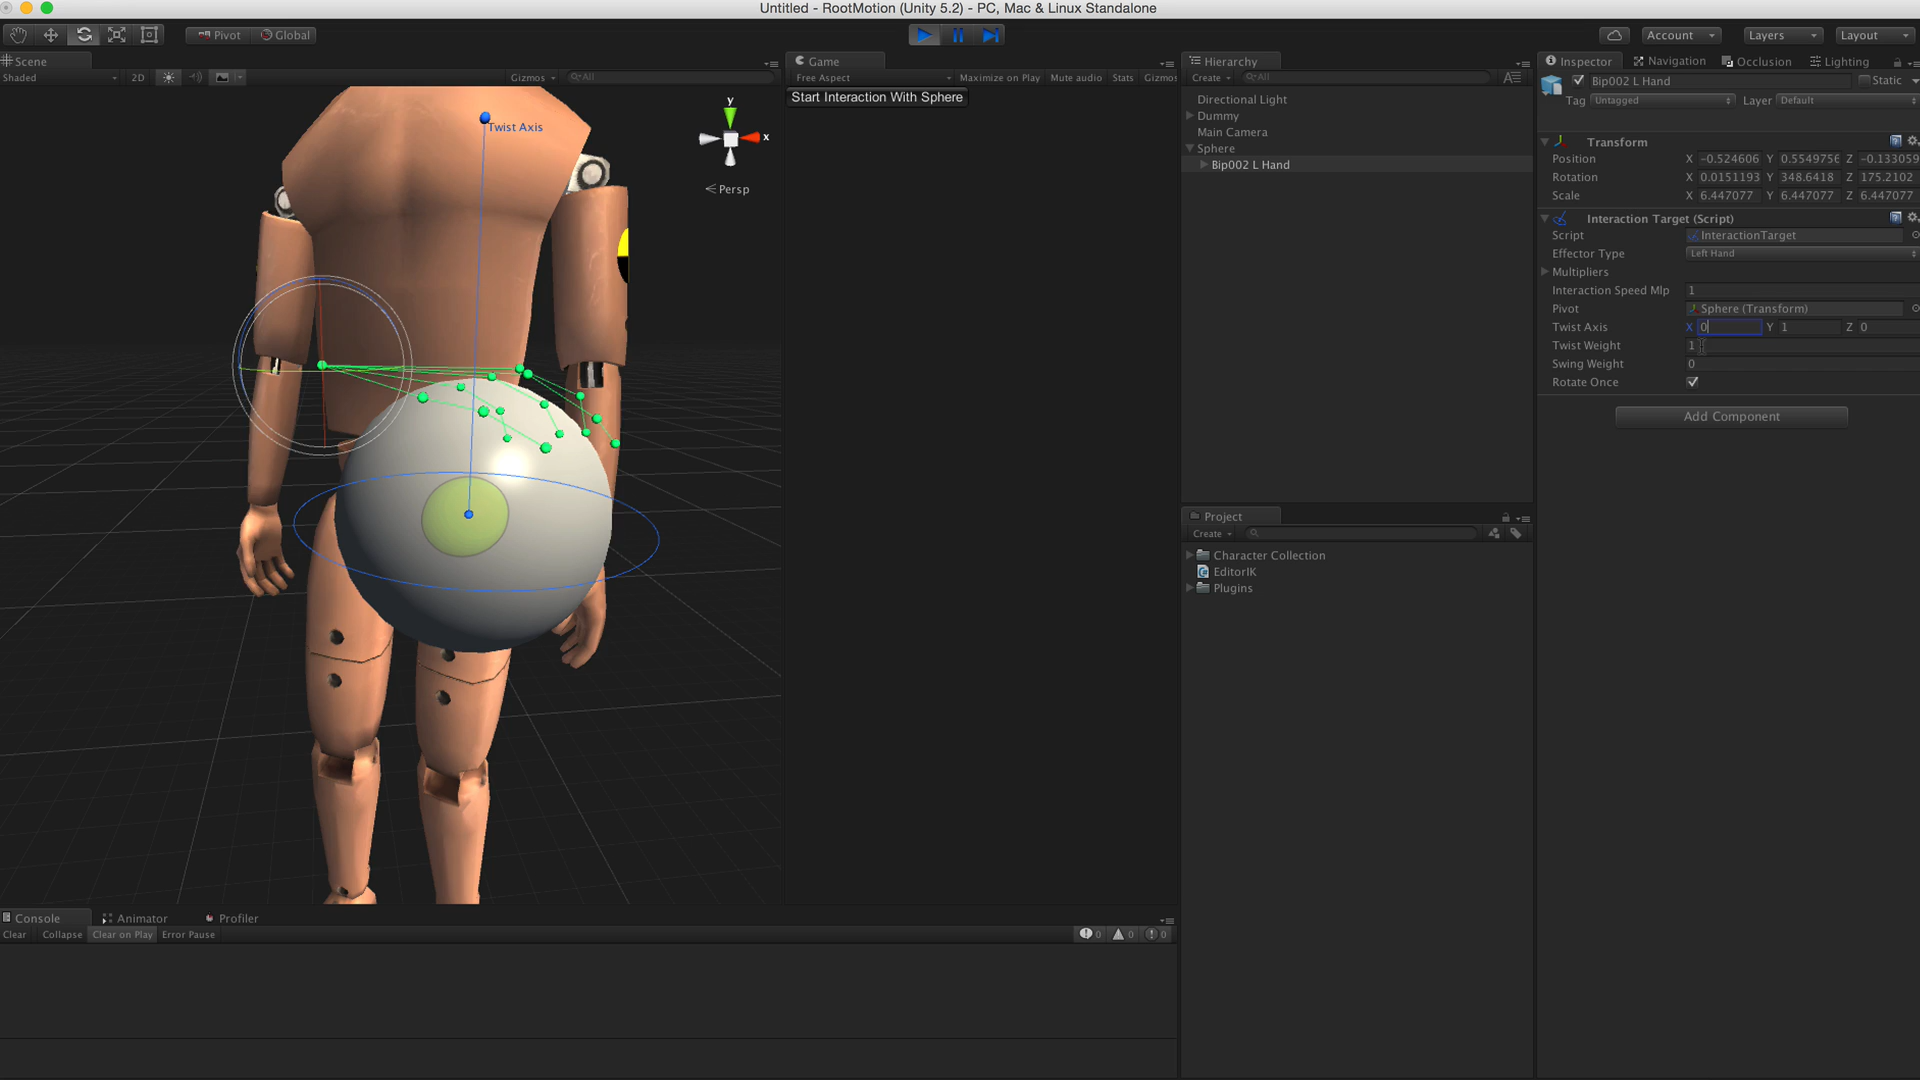 Untitled - RootMotion (Unity 5.2) - PC, Mac & Linux Standalone
Pivot Global Account Layers Layout
Scene
Shaded 2D Gizmos All
Twist Axis
y
x
Persp
Game
Free Aspect Maximize on Play Mute audio Stats Gizmos
Start Interaction With Sphere
Hierarchy
Create All
Directional Light
Dummy
Main Camera
Sphere
Bip002 L Hand
Project
Create
Character Collection
EditorIK
Plugins
Inspector Navigation Occlusion Lighting
Bip002 L Hand Static
Tag Untagged Layer Default
Transform
Position X -0.524606 Y 0.5549756 Z -0.133059
Rotation X 0.0151193 Y 348.6418 Z 175.2102
Scale X 6.447077 Y 6.447077 Z 6.447077
Interaction Target (Script)
Script InteractionTarget
Effector Type Left Hand
Multipliers
Interaction Speed Mlp 1
Pivot Sphere (Transform)
Twist Axis X 0 Y 1 Z 0
Twist Weight 1
Swing Weight 0
Rotate Once
Add Component
Console Animator Profiler
Clear Collapse Clear on Play Error Pause 0 0 0